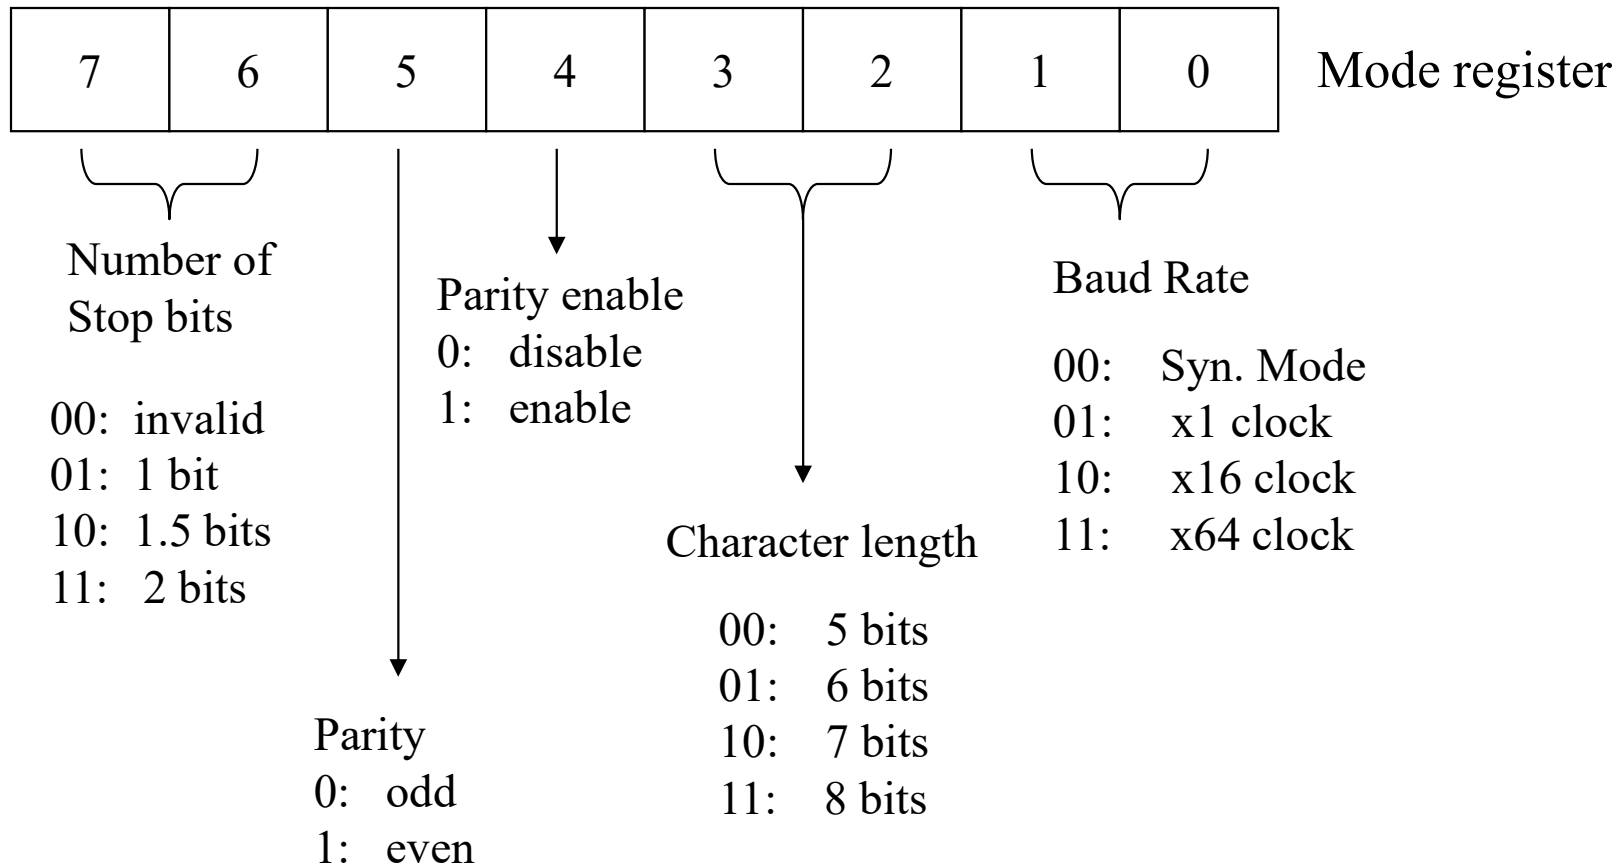 7 6 5 4 3 2 1 0 Mode register
Number of
Stop bits
00: invalid
01: 1 bit
10: 1.5 bits
11: 2 bits
Parity
0: odd
1: even
Parity enable
0: disable
1: enable
Character length
00: 5 bits
01: 6 bits
10: 7 bits
11: 8 bits
Baud Rate
00: Syn. Mode
01: x1 clock
10: x16 clock
11: x64 clock